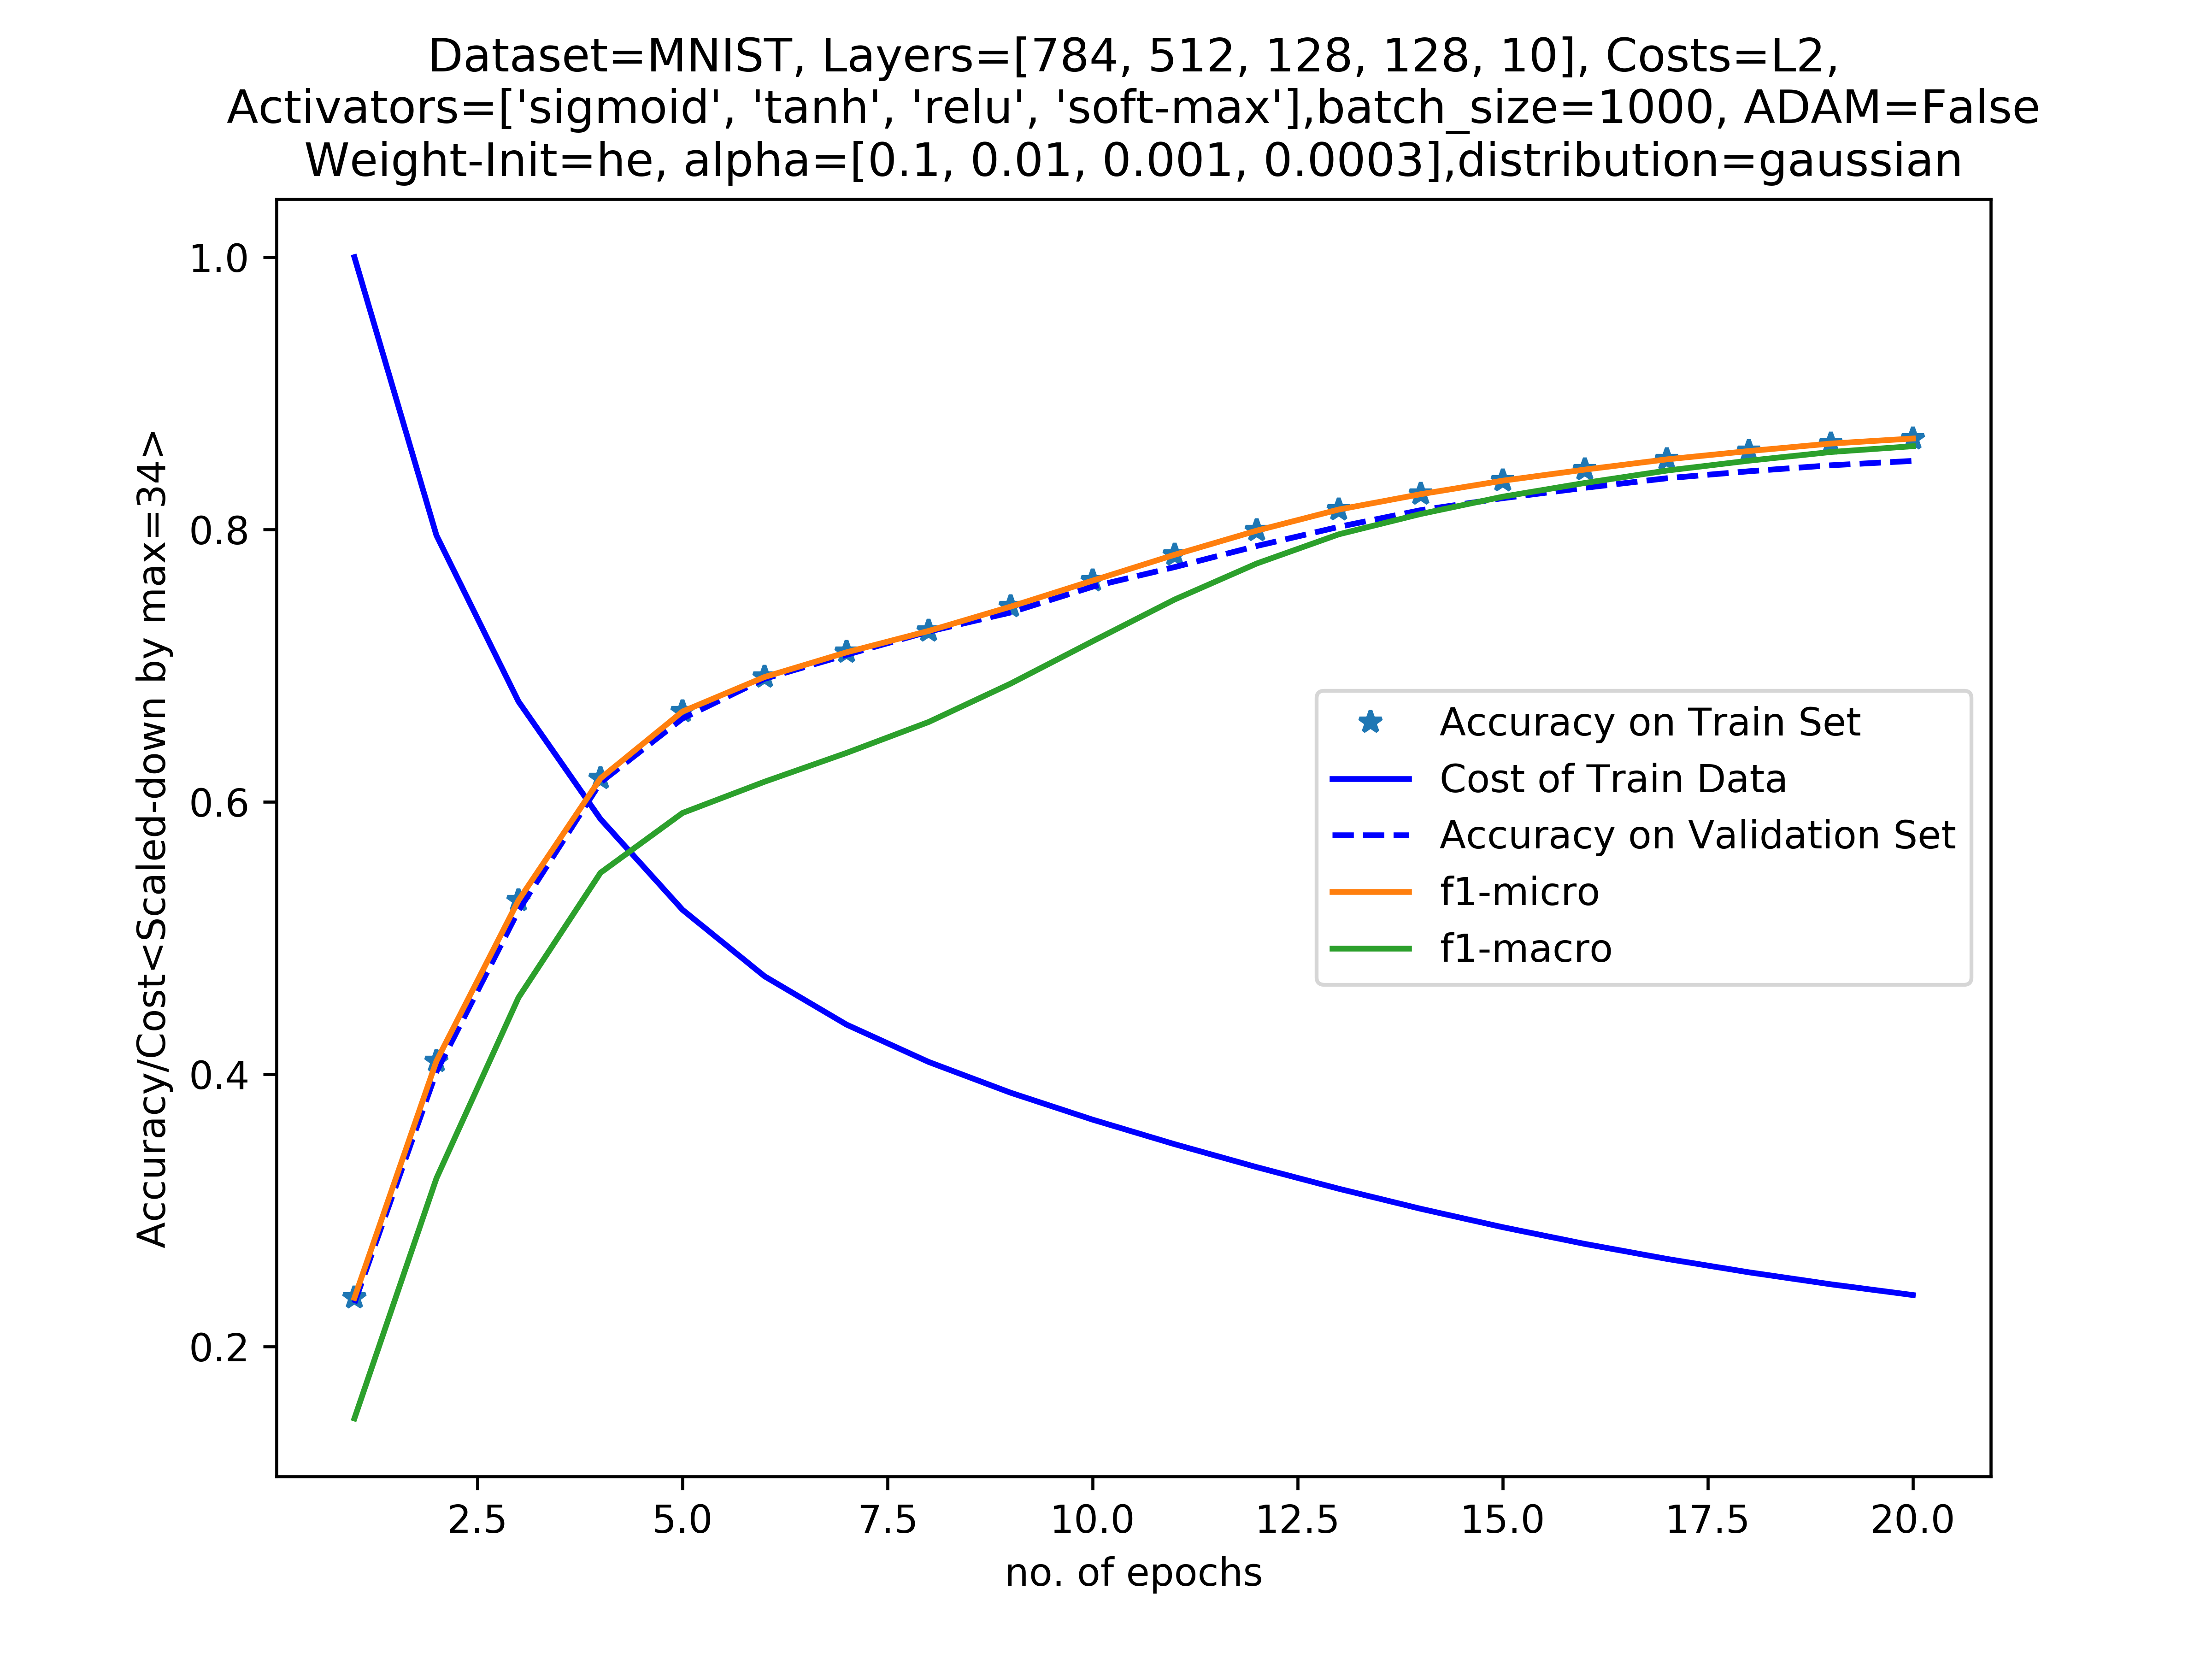 Dataset=MNIST, Layers=[784, 512, 128, 128, 10], Costs=L2,
Activators=['sigmoid', 'tanh', 'relu', 'soft-max'],batch_size=1000, ADAM=False
Weight-Init=he, alpha=[0.1, 0.01, 0.001, 0.0003],distribution=gaussian
Accuracy/Cost<Scaled-down by max=34>
1.0
0.8
0.6
0.4
0.2
Accuracy on Train Set
Cost of Train Data
Accuracy on Validation Set
f1-micro
f1-macro
2.5 5.0 7.5 10.0 12.5 15.0 17.5 20.0
no. of epochs